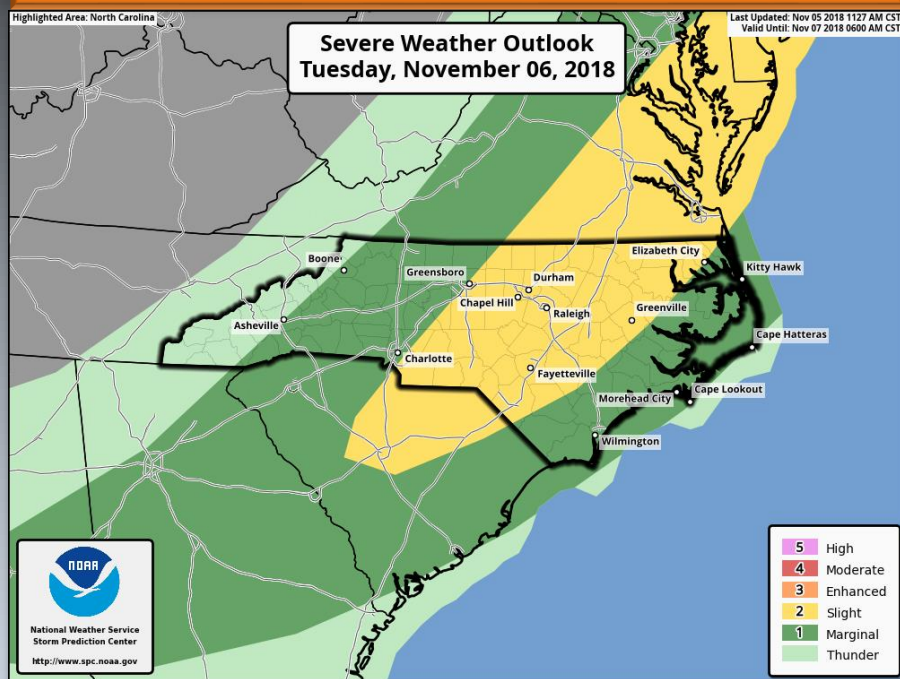 Highlighted Area: North Carolina
Last Updated: Nov 05 2018 1127 AM CST
Valid Until: Nov 07 2018 0600 AM CST
Severe Weather Outlook
Tuesday, November 06, 2018
Boone
Greensboro
Durham
Elizabeth City
Kitty Hawk
Chapel Hill
Raleigh
Greenville
Asheville
Cape Hatteras
Charlotte
Fayetteville
Morehead City
Cape Lookout
Wilmington
NOAA
National Weather Service
Storm Prediction Center
http://www.spc.noaa.gov
5 High
4 Moderate
3 Enhanced
2 Slight
1 Marginal
Thunder